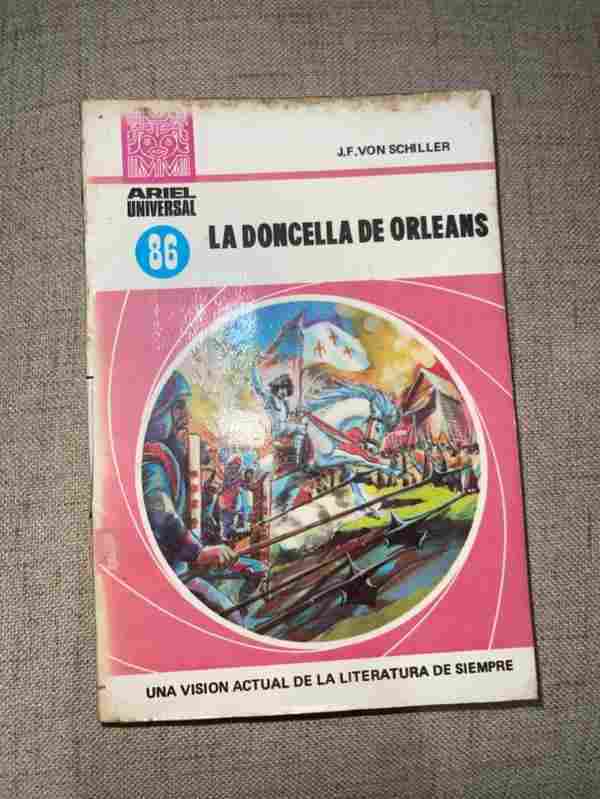 J.F. VON SCHILLER
ARIEL
UNIVERSAL
86
LA DONCELLA DE ORLEANS
UNA VISION ACTUAL DE LA LITERATURA DE SIEMPRE